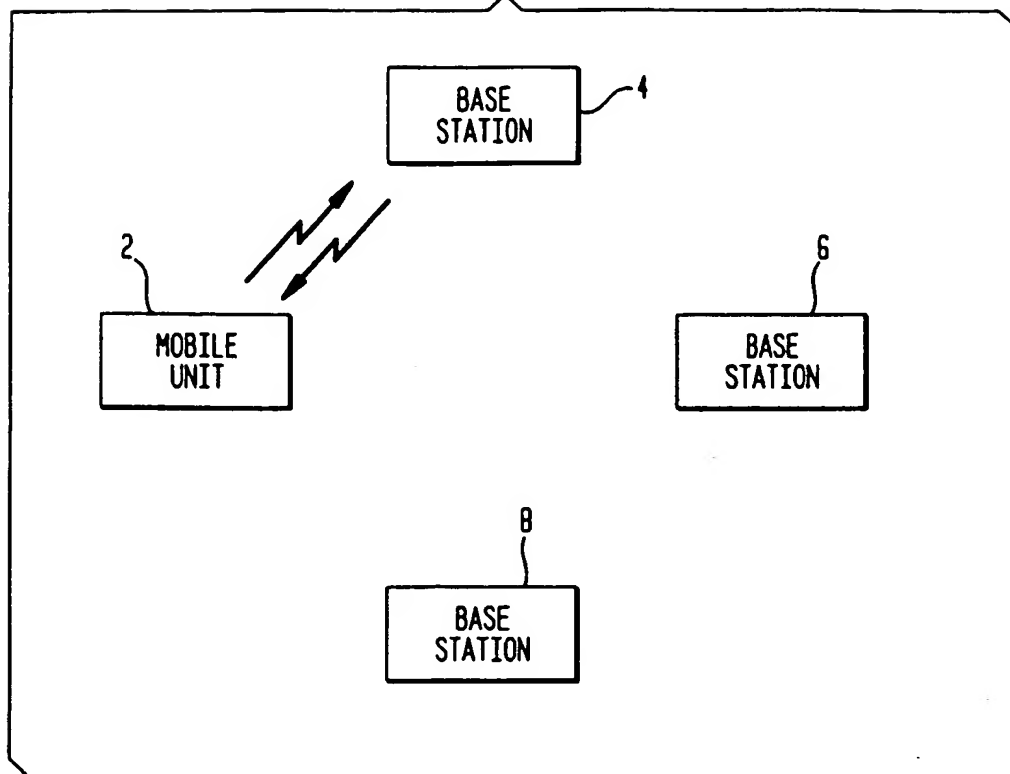 BASE
STATION
4
2
MOBILE
UNIT
6
BASE
STATION
8
BASE
STATION